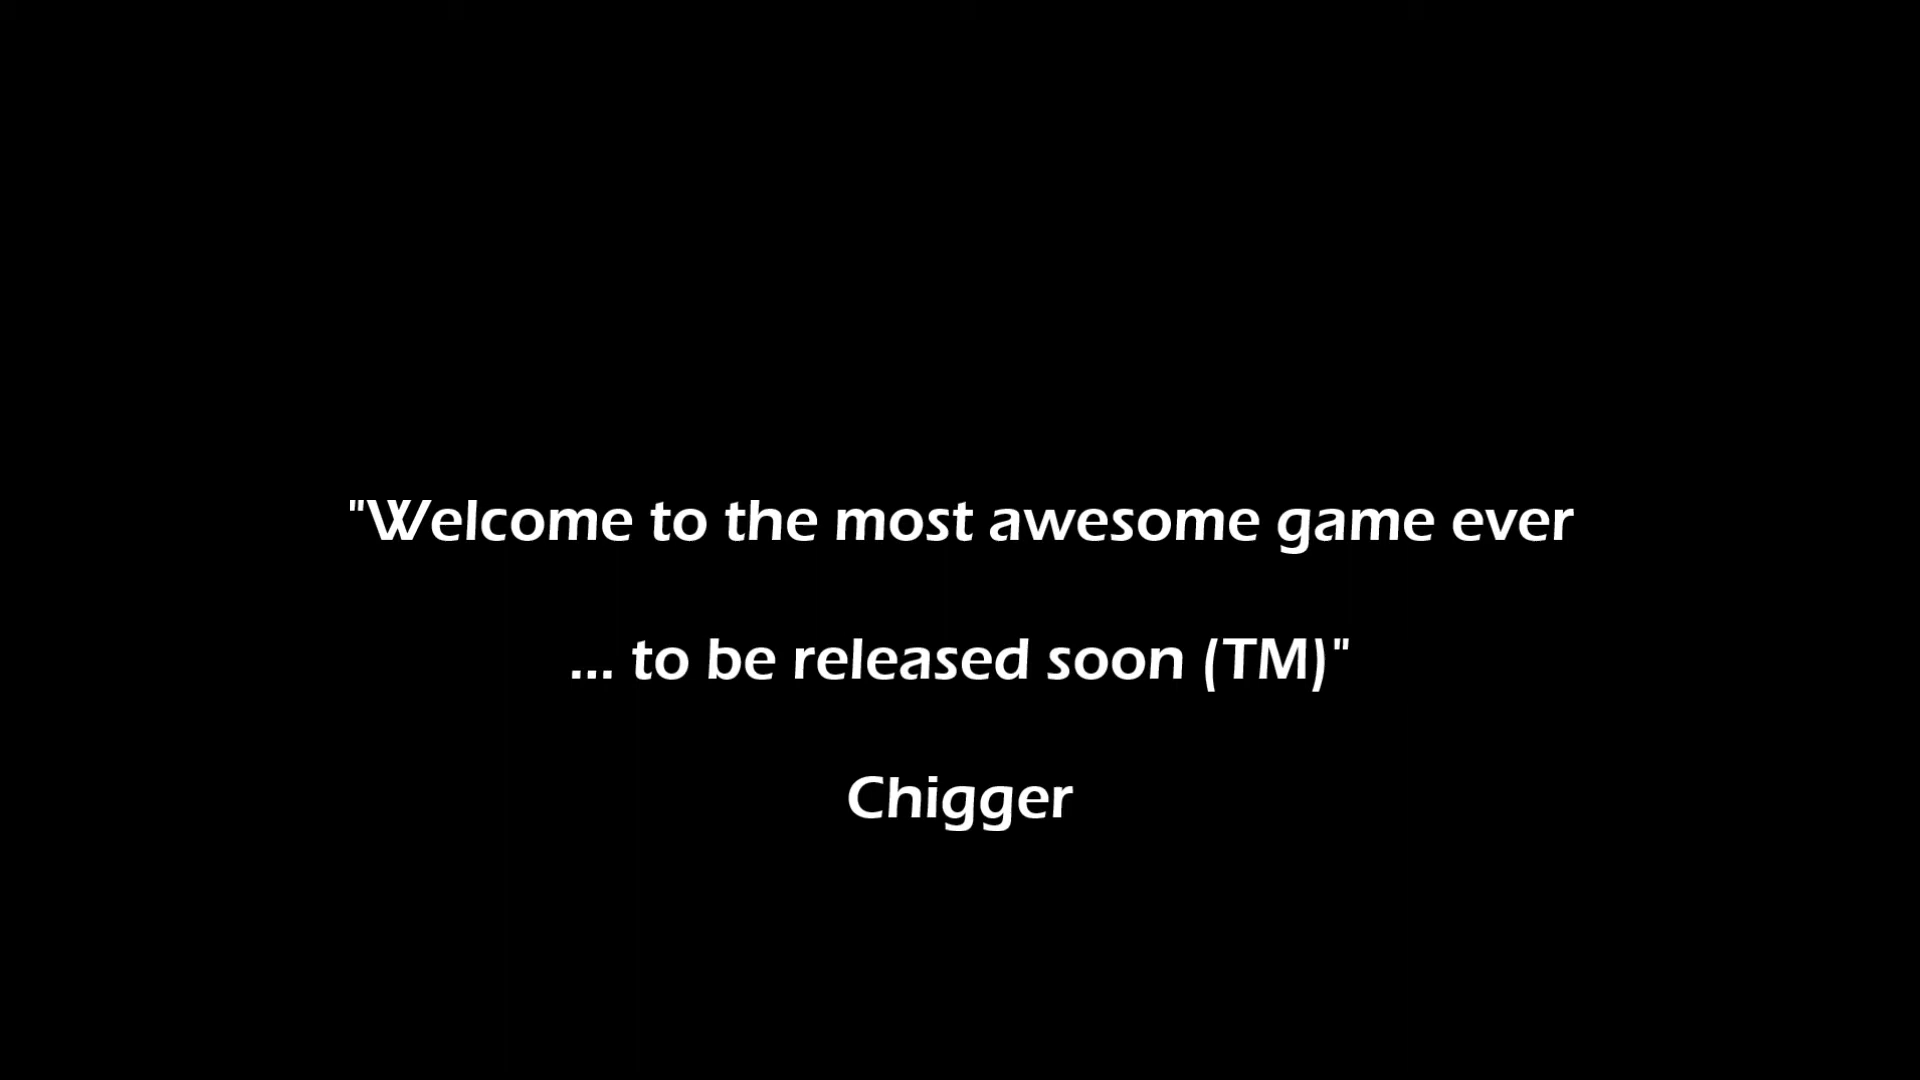 "Welcome to the most awesome game ever
... to be released soon (TM)"
Chigger